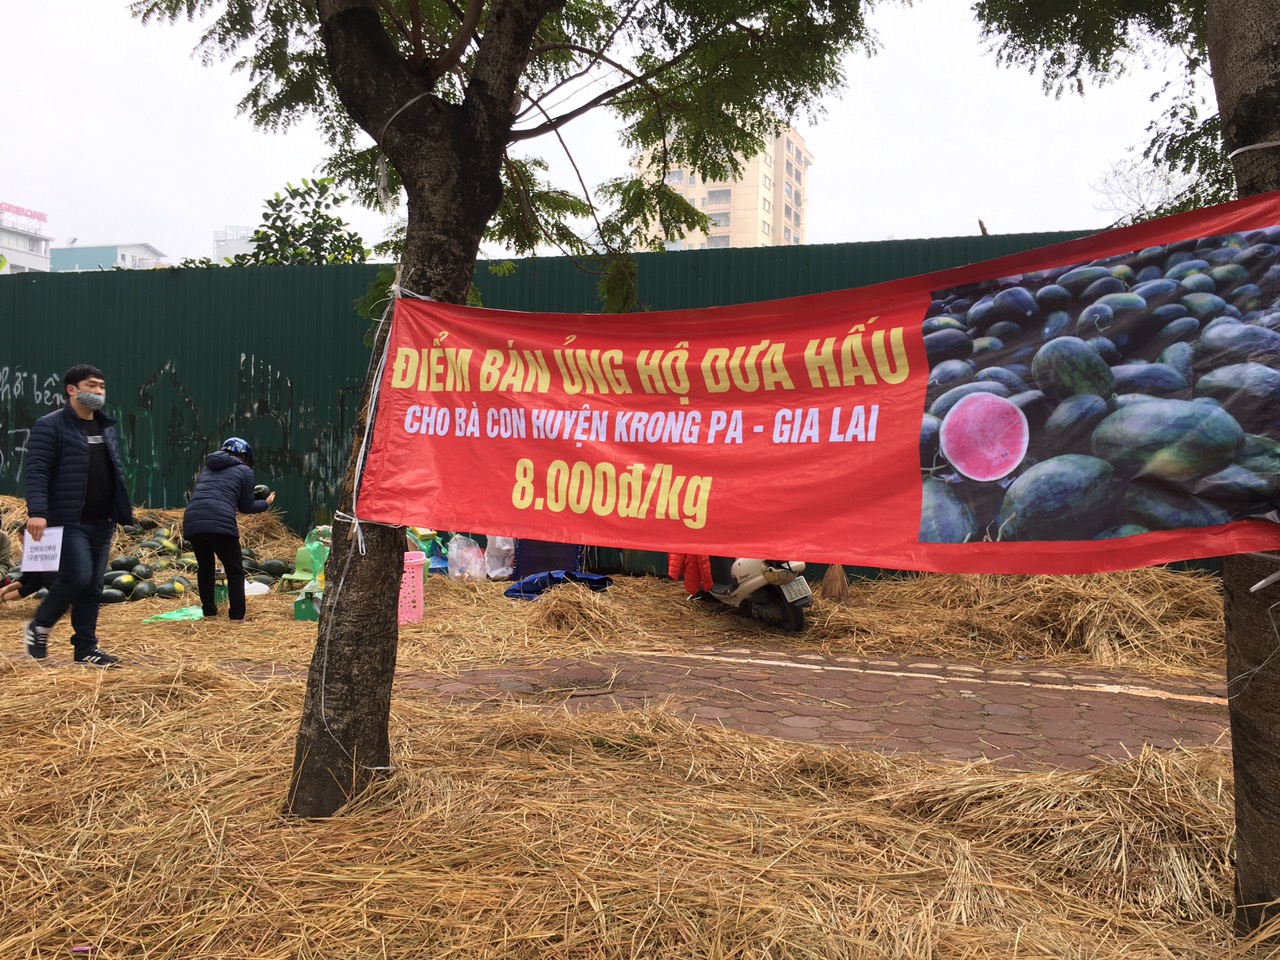 ĐIỂM BÁN ỦNG HỘ DƯA HẤU
CHO BÀ CON HUYỆN KRONG PA - GIA LAI
8.000đ/kg